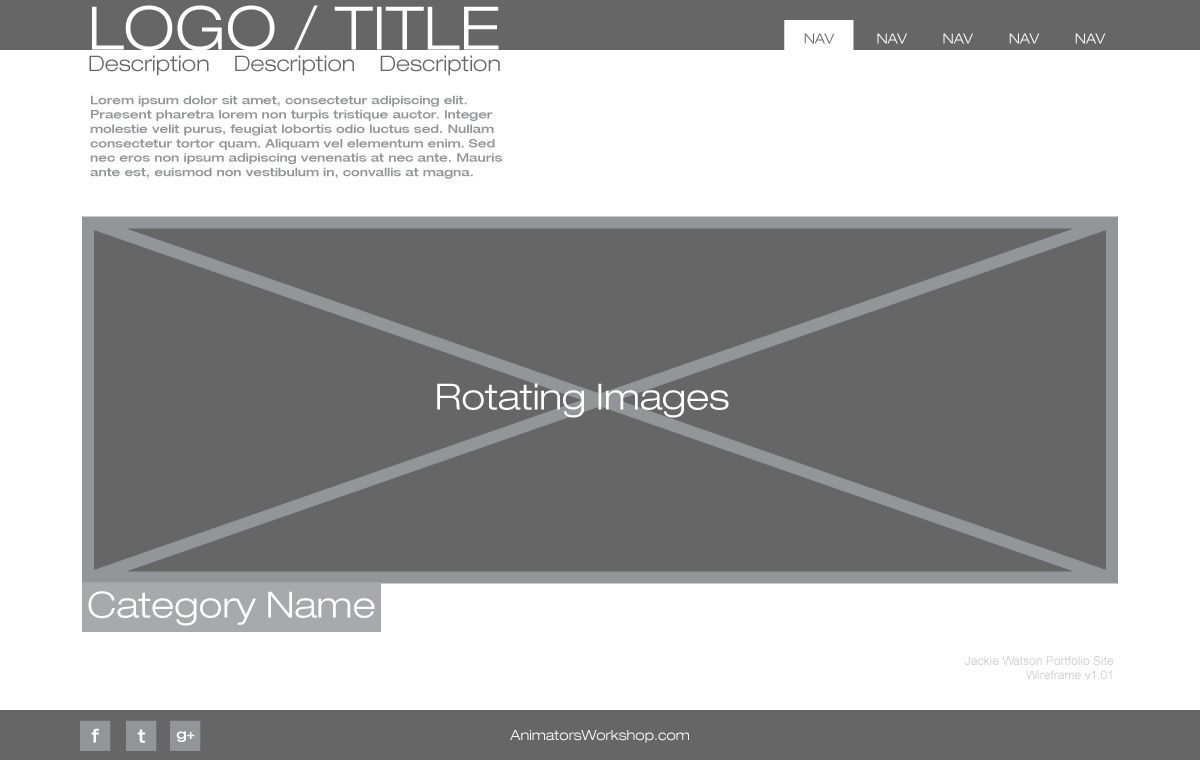 LOGO / TITLE
NAV NAV NAV NAV NAV
Description Description Description
Lorem ipsum dolor sit amet, consectetur adipiscing elit.
Praesent pharetra lorem non turpis tristique auctor. Integer
molestie velit purus, feugiat lobortis odio luctus sed. Nullam
consectetur tortor quam. Aliquam vel elementum enim. Sed
nec eros non ipsum adipiscing venenatis at nec ante. Mauris
ante est, euismod non vestibulum in, convallis at magna.
Rotating Images
Category Name
Jackie Watson Portfolio Site
Wireframe v1.01
f t g+
AnimatorsWorkshop.com